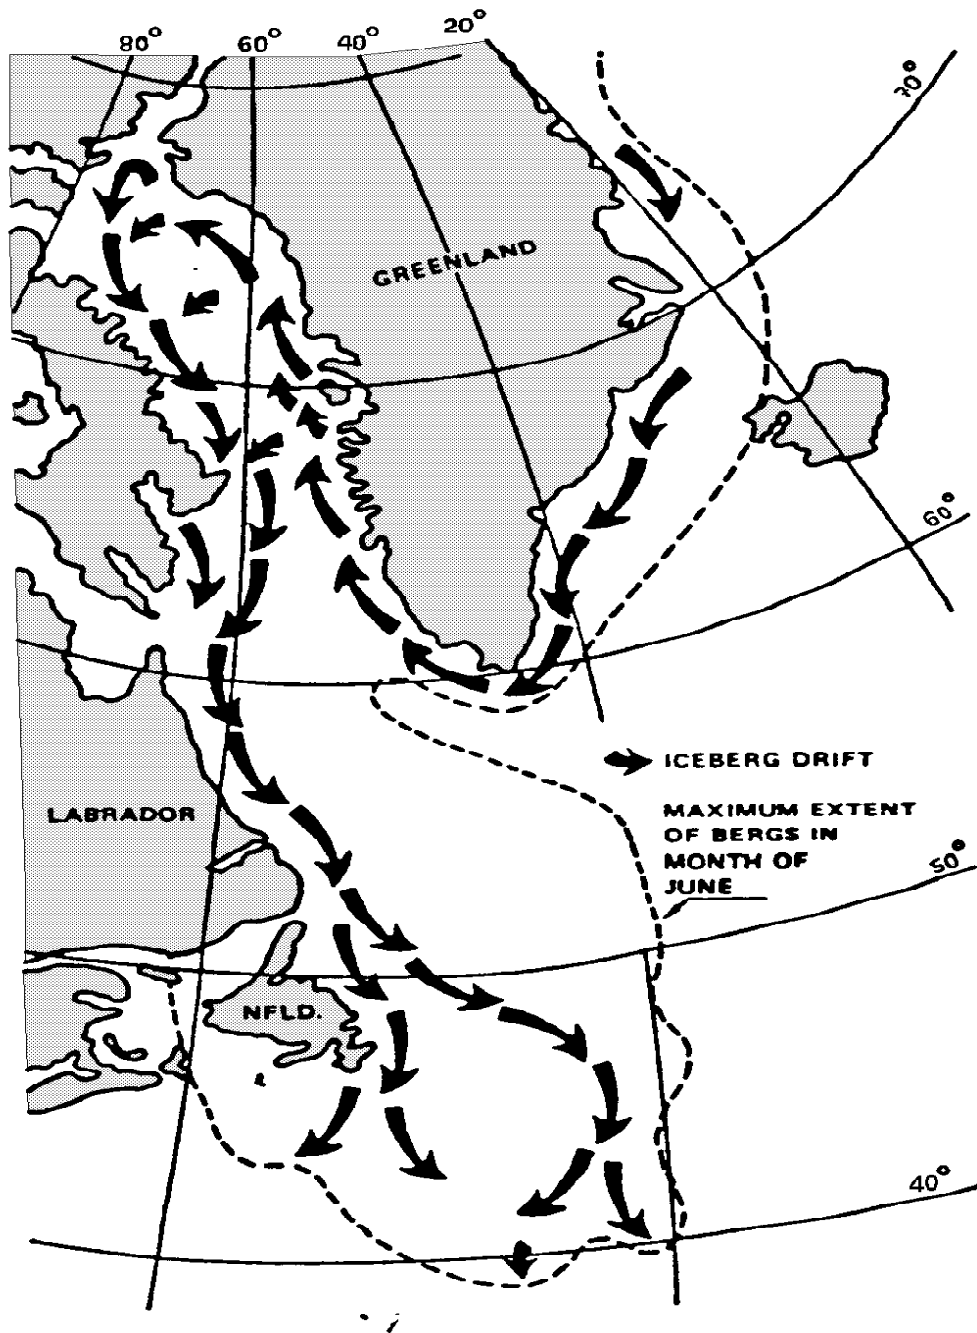 80° 60° 40° 20°
70°
GREENLAND
60°
ICEBERG DRIFT
LABRADOR
MAXIMUM EXTENT
OF BERGS IN
MONTH OF
JUNE
50°
NFLD.
40°